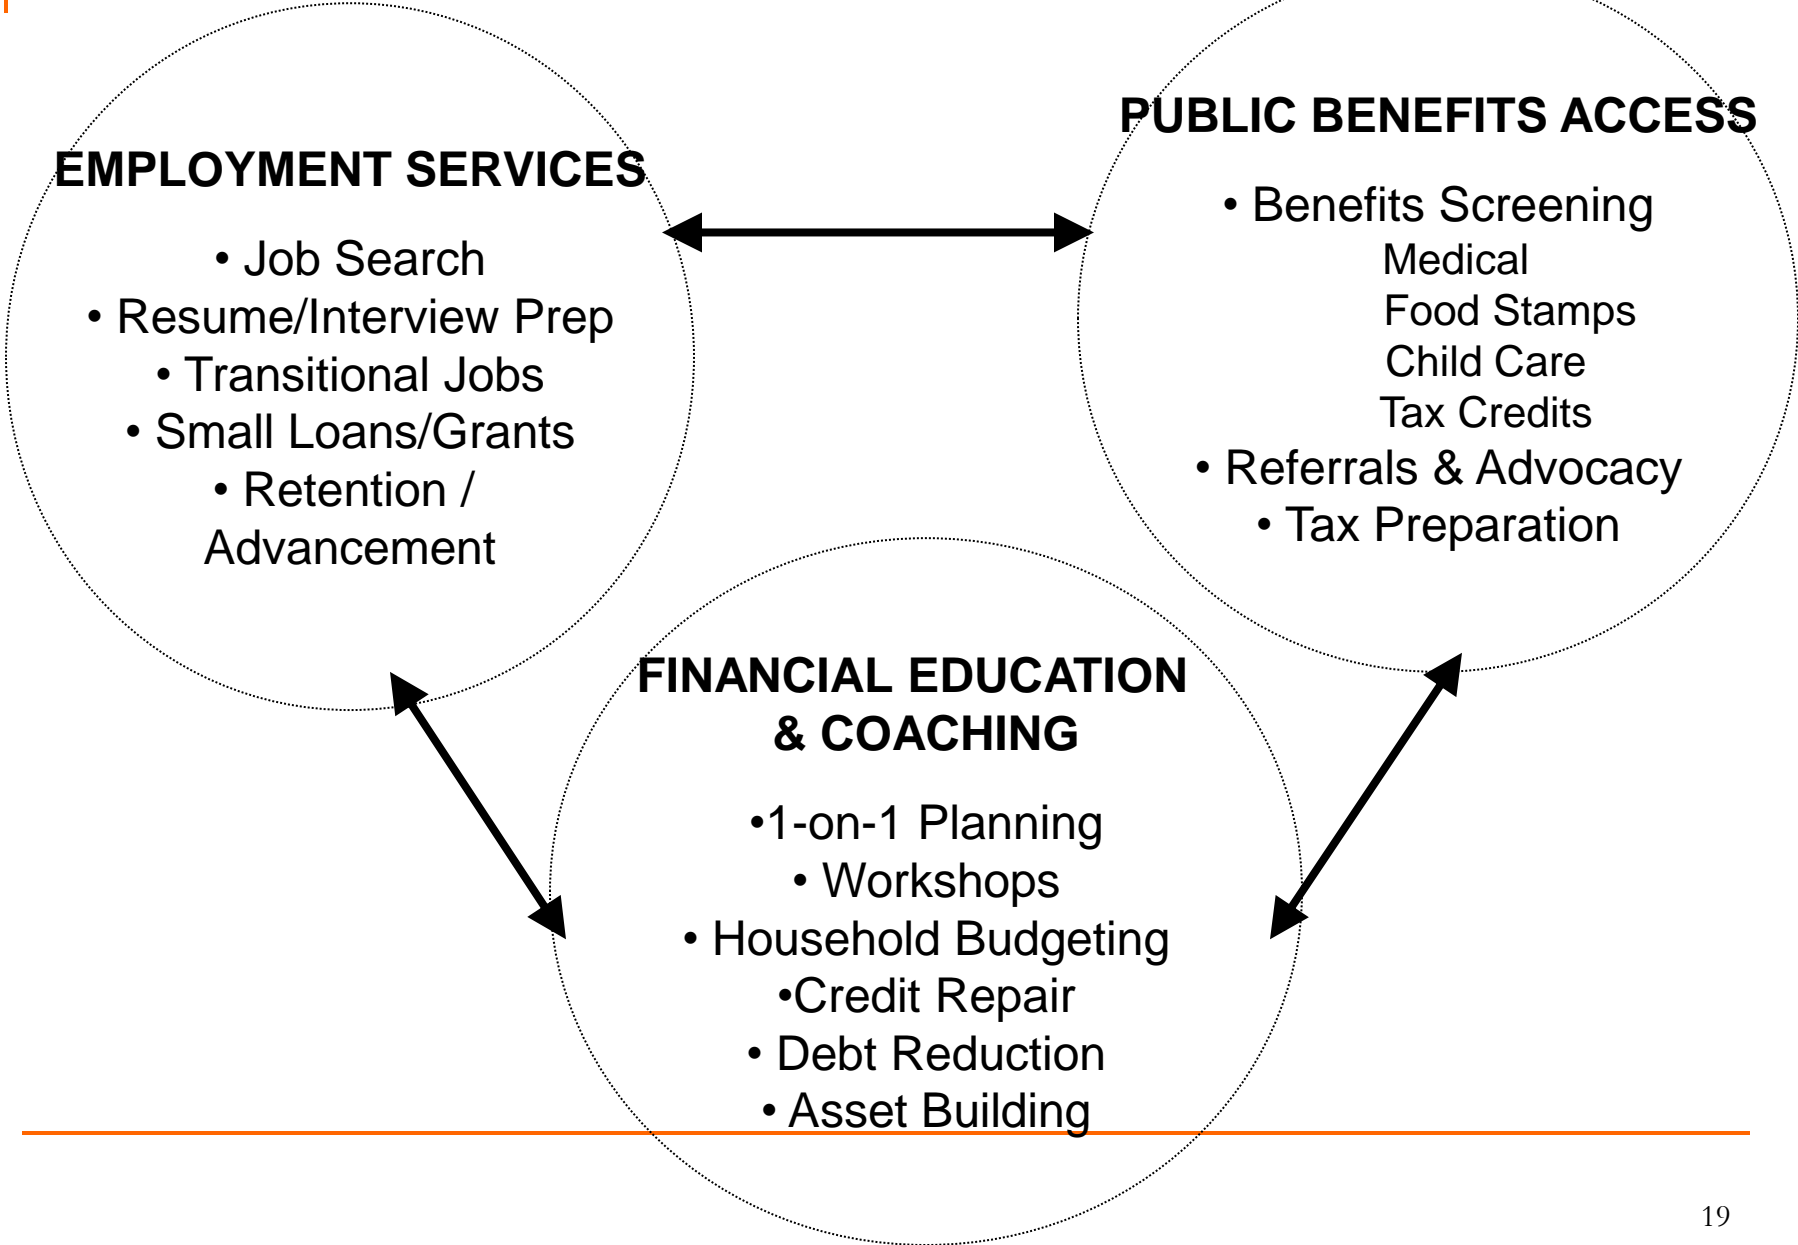 EMPLOYMENT SERVICES
• Job Search
• Resume/Interview Prep
• Transitional Jobs
• Small Loans/Grants
• Retention /
Advancement
PUBLIC BENEFITS ACCESS
• Benefits Screening
Medical
Food Stamps
Child Care
Tax Credits
• Referrals & Advocacy
• Tax Preparation
FINANCIAL EDUCATION
& COACHING
•1-on-1 Planning
• Workshops
• Household Budgeting
•Credit Repair
• Debt Reduction
• Asset Building
19